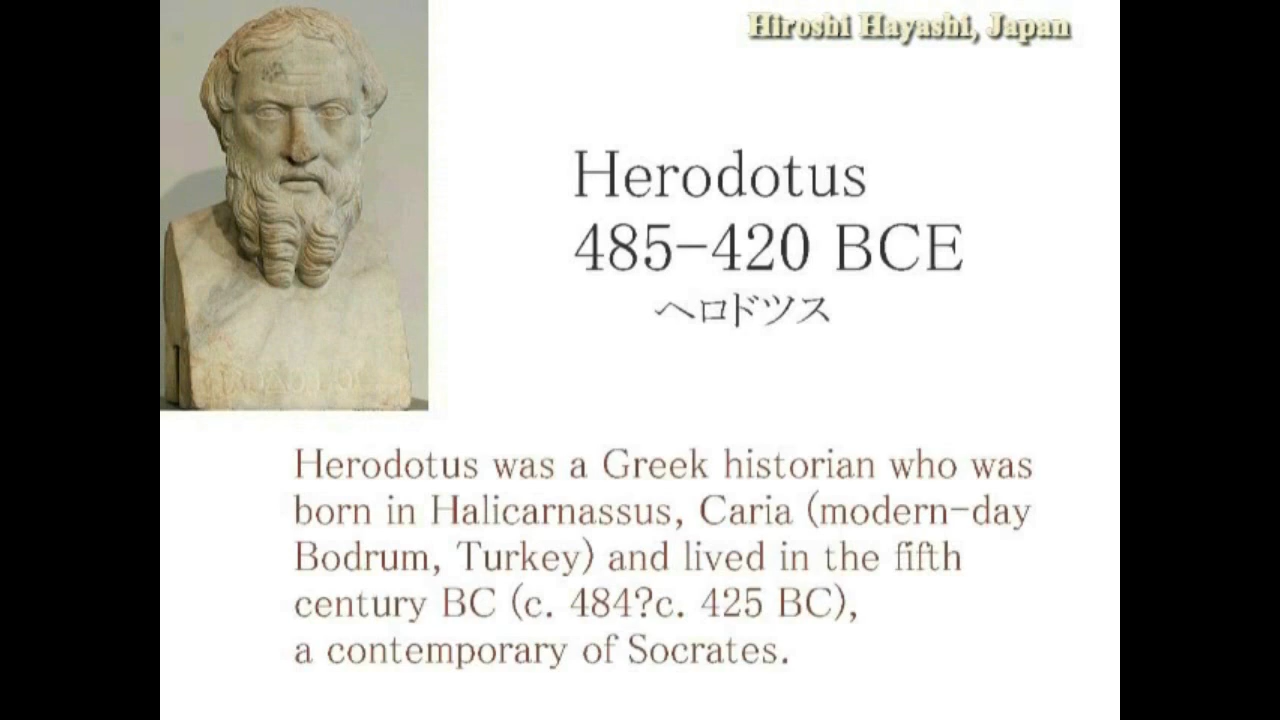 Hiroshi Hayashi, Japan
Herodotus
485-420 BCE
ヘロドツス
Herodotus was a Greek historian who was
born in Halicarnassus, Caria (modern-day
Bodrum, Turkey) and lived in the fifth
century BC (c. 484?c. 425 BC),
a contemporary of Socrates.